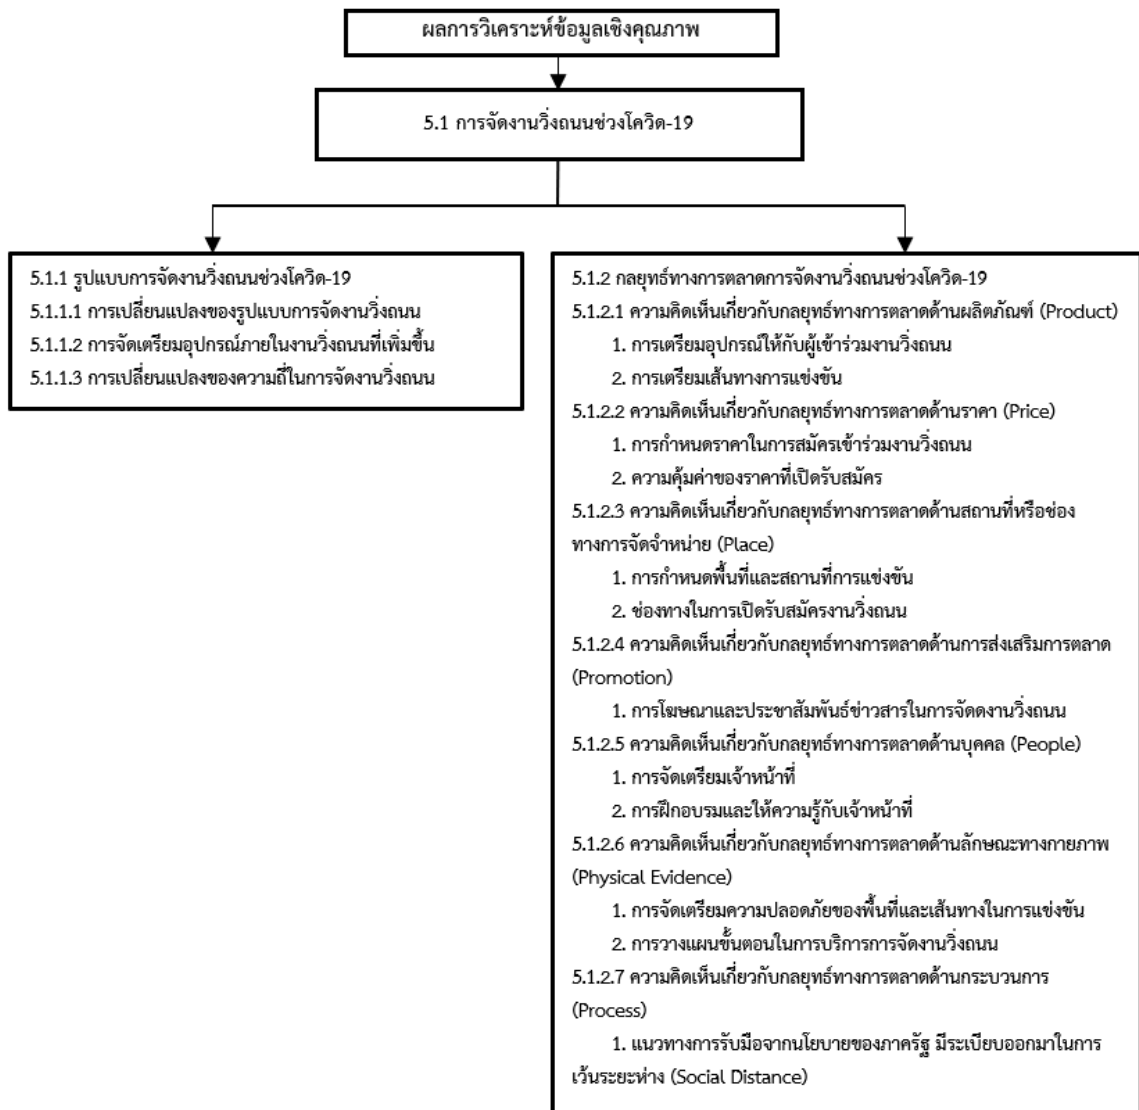 ผลการวิเคราะห์ข้อมูลเชิงคุณภาพ
5.1 การจัดงานวิ่งถนนช่วงโควิด-19
5.1.1 รูปแบบการจัดงานวิ่งถนนช่วงโควิด-19
5.1.1.1 การเปลี่ยนแปลงของรูปแบบการจัดงานวิ่งถนน
5.1.1.2 การจัดเตรียมอุปกรณ์ภายในงานวิ่งถนนที่เพิ่มขึ้น
5.1.1.3 การเปลี่ยนแปลงของความถี่ในการจัดงานวิ่งถนน
5.1.2 กลยุทธ์ทางการตลาดการจัดงานวิ่งถนนช่วงโควิด-19
5.1.2.1 ความคิดเห็นเกี่ยวกับกลยุทธ์ทางการตลาดด้านผลิตภัณฑ์ (Product)
1. การเตรียมอุปกรณ์ให้กับผู้เข้าร่วมงานวิ่งถนน
2. การเตรียมเส้นทางการแข่งขัน
5.1.2.2 ความคิดเห็นเกี่ยวกับกลยุทธ์ทางการตลาดด้านราคา (Price)
1. การกำหนดราคาในการสมัครเข้าร่วมงานวิ่งถนน
2. ความคุ้มค่าของราคาที่เปิดรับสมัคร
5.1.2.3 ความคิดเห็นเกี่ยวกับกลยุทธ์ทางการตลาดด้านสถานที่หรือช่อง
ทางการจัดจำหน่าย (Place)
1. การกำหนดพื้นที่และสถานที่การแข่งขัน
2. ช่องทางในการเปิดรับสมัครงานวิ่งถนน
5.1.2.4 ความคิดเห็นเกี่ยวกับกลยุทธ์ทางการตลาดด้านการส่งเสริมการตลาด
(Promotion)
1. การโฆษณาและประชาสัมพันธ์ข่าวสารในการจัดดงานวิ่งถนน
5.1.2.5 ความคิดเห็นเกี่ยวกับกลยุทธ์ทางการตลาดด้านบุคคล (People)
1. การจัดเตรียมเจ้าหน้าที่
2. การฝึกอบรมและให้ความรู้กับเจ้าหน้าที่
5.1.2.6 ความคิดเห็นเกี่ยวกับกลยุทธ์ทางการตลาดด้านลักษณะทางกายภาพ
(Physical Evidence)
1. การจัดเตรียมความปลอดภัยของพื้นที่และเส้นทางในการแข่งขัน
2. การวางแผนขั้นตอนในการบริการการจัดงานวิ่งถนน
5.1.2.7 ความคิดเห็นเกี่ยวกับกลยุทธ์ทางการตลาดด้านกระบวนการ
(Process)
1. แนวทางการรับมือจากนโยบายของภาครัฐ มีระเบียบออกมาในการ
เว้นระยะห่าง (Social Distance)